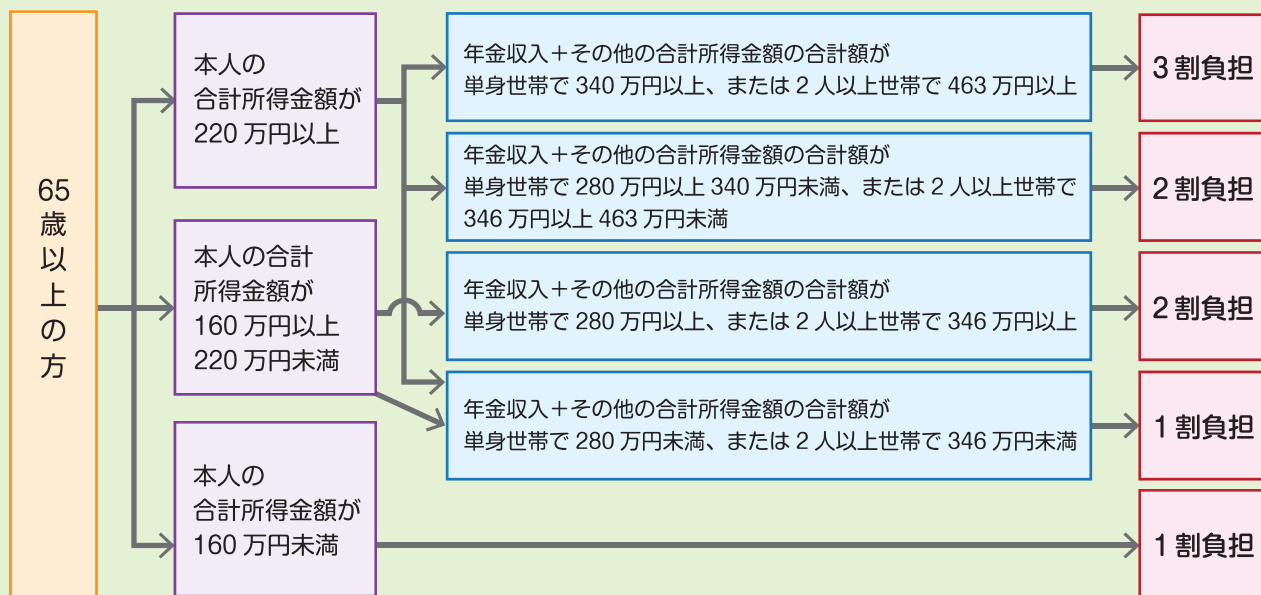 65歳以上の方
本人の
合計所得金額が
220万円以上
年金収入＋その他の合計所得金額の合計額が
単身世帯で340万円以上、または2人以上世帯で463万円以上
3割負担
年金収入＋その他の合計所得金額の合計額が
単身世帯で280万円以上340万円未満、または2人以上世帯で
346万円以上463万円未満
2割負担
本人の合計
所得金額が
160万円以上
220万円未満
年金収入＋その他の合計所得金額の合計額が
単身世帯で280万円以上、または2人以上世帯で346万円以上
2割負担
年金収入＋その他の合計所得金額の合計額が
単身世帯で280万円未満、または2人以上世帯で346万円未満
1割負担
本人の
合計所得金額が
160万円未満
1割負担